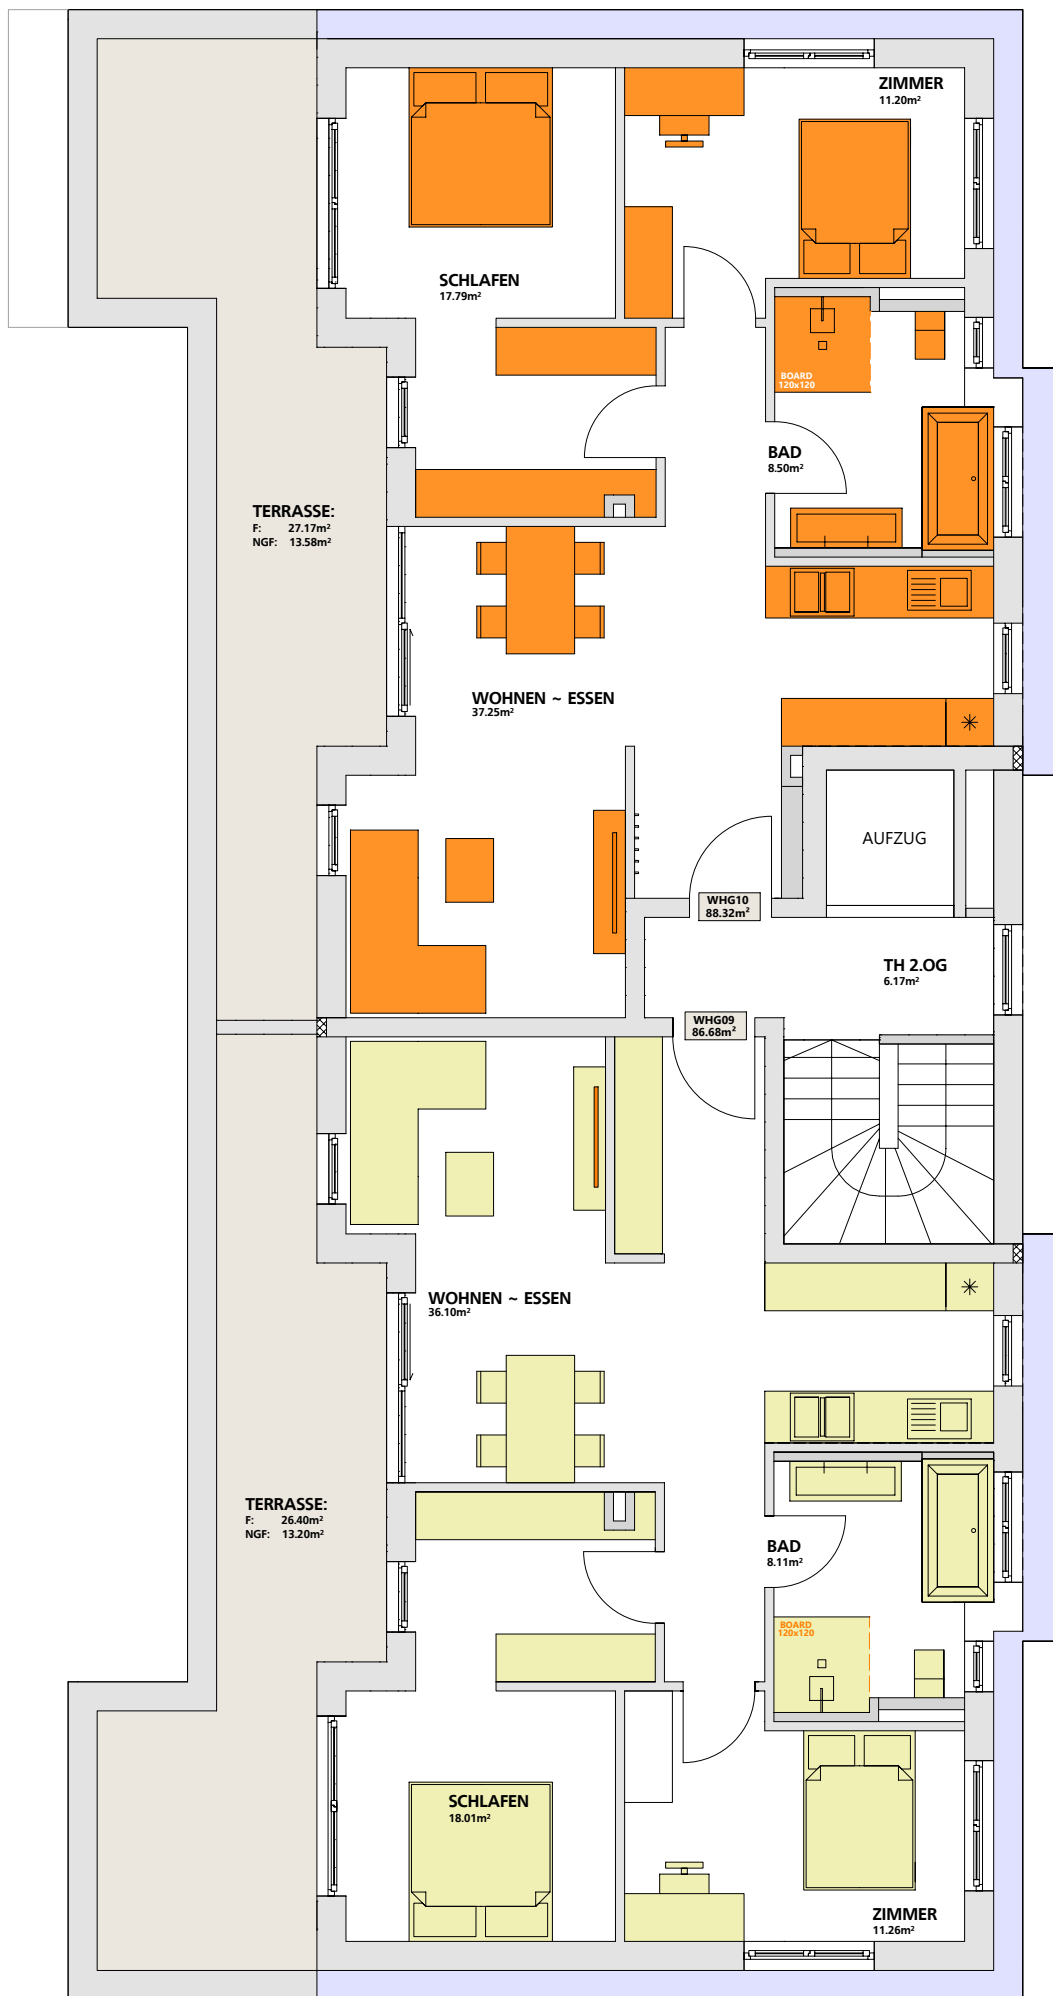 ZIMMER
11.20m²
SCHLAFEN
17.79m²
BOARD
120x120
BAD
8.50m²
TERRASSE:
F: 27.17m²
NGF: 13.58m²
WOHNEN ~ ESSEN
37.25m²
AUFZUG
WHG10
88.32m²
TH 2.OG
6.17m²
WHG09
86.68m²
WOHNEN ~ ESSEN
36.10m²
TERRASSE:
F: 26.40m²
NGF: 13.20m²
BAD
8.11m²
BOARD
120x120
SCHLAFEN
18.01m²
ZIMMER
11.26m²